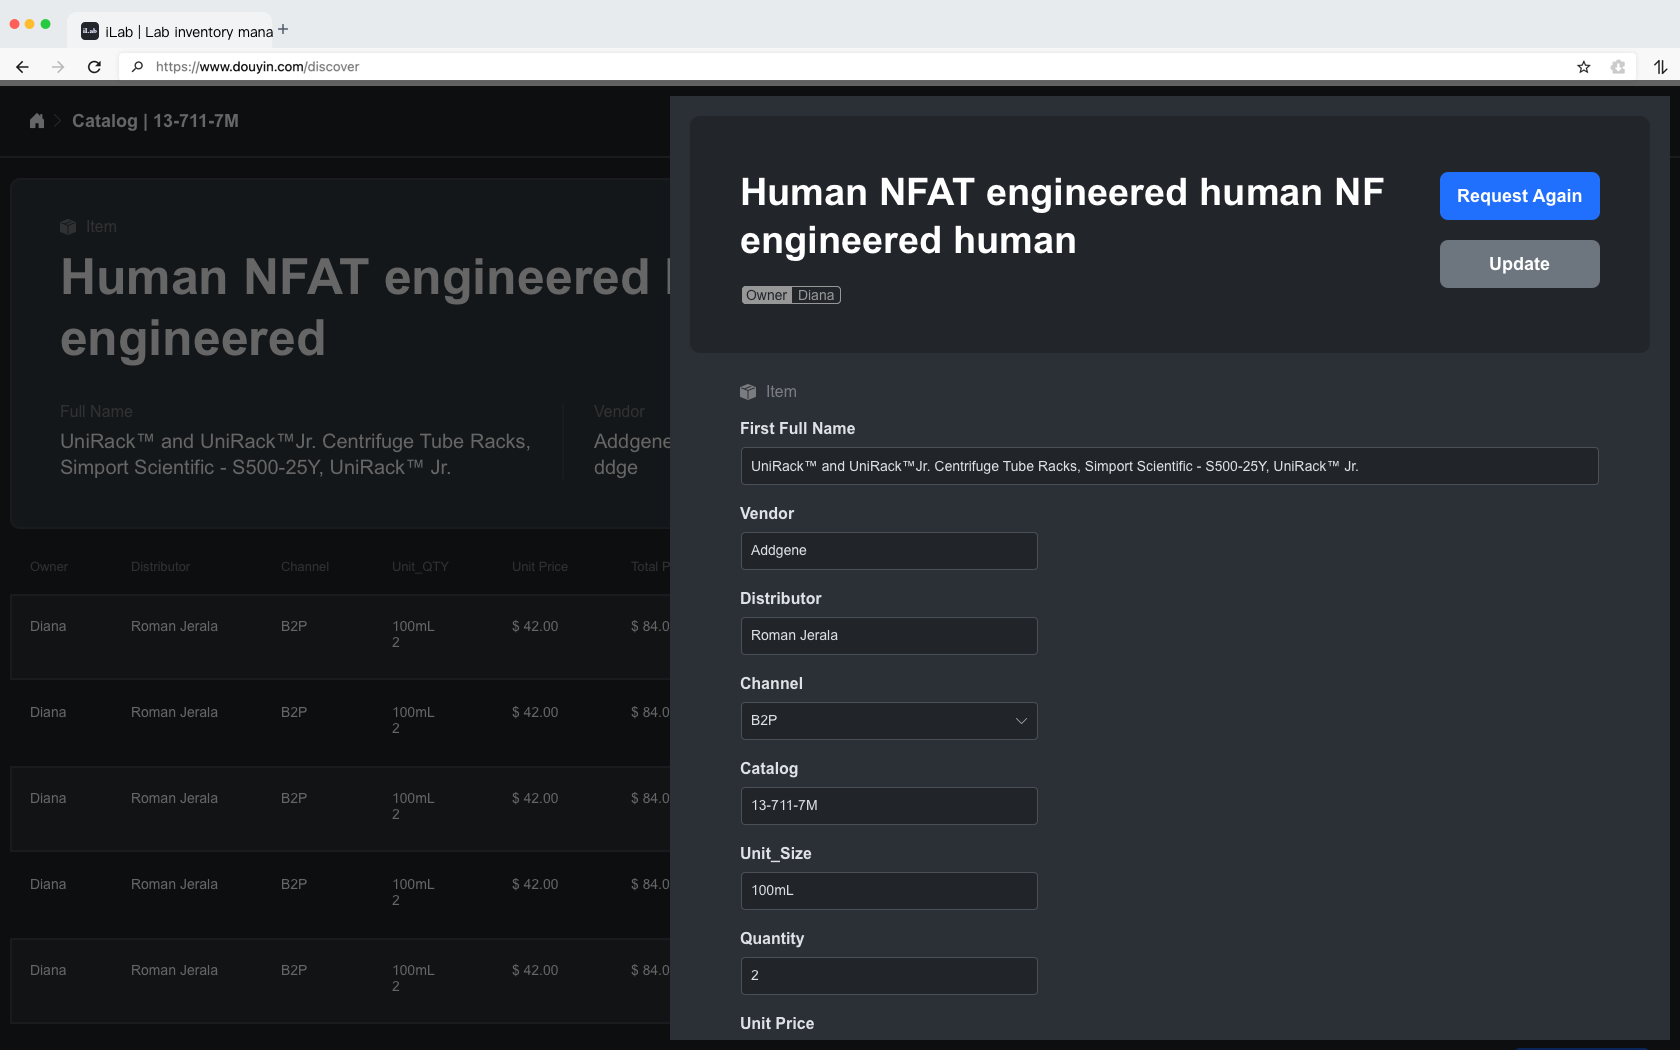 iLab | Lab inventory mana
https://www.douyin.com/discover
Catalog | 13-711-7M
Item
Human NFAT engineered
engineered
Full Name
UniRack™ and UniRack™Jr. Centrifuge Tube Racks,
Simport Scientific - S500-25Y, UniRack™ Jr.
Vendor
Addgene
ddge
Owner Distributor Channel Unit_QTY Unit Price Total P
Diana Roman Jerala B2P 100mL $ 42.00 $ 84.0
2
Diana Roman Jerala B2P 100mL $ 42.00 $ 84.0
2
Diana Roman Jerala B2P 100mL $ 42.00 $ 84.0
2
Diana Roman Jerala B2P 100mL $ 42.00 $ 84.0
2
Diana Roman Jerala B2P 100mL $ 42.00 $ 84.0
2
Human NFAT engineered human NF
engineered human
Owner Diana
Request Again
Update
Item
First Full Name
UniRack™ and UniRack™Jr. Centrifuge Tube Racks, Simport Scientific - S500-25Y, UniRack™ Jr.
Vendor
Addgene
Distributor
Roman Jerala
Channel
B2P
Catalog
13-711-7M
Unit_Size
100mL
Quantity
2
Unit Price